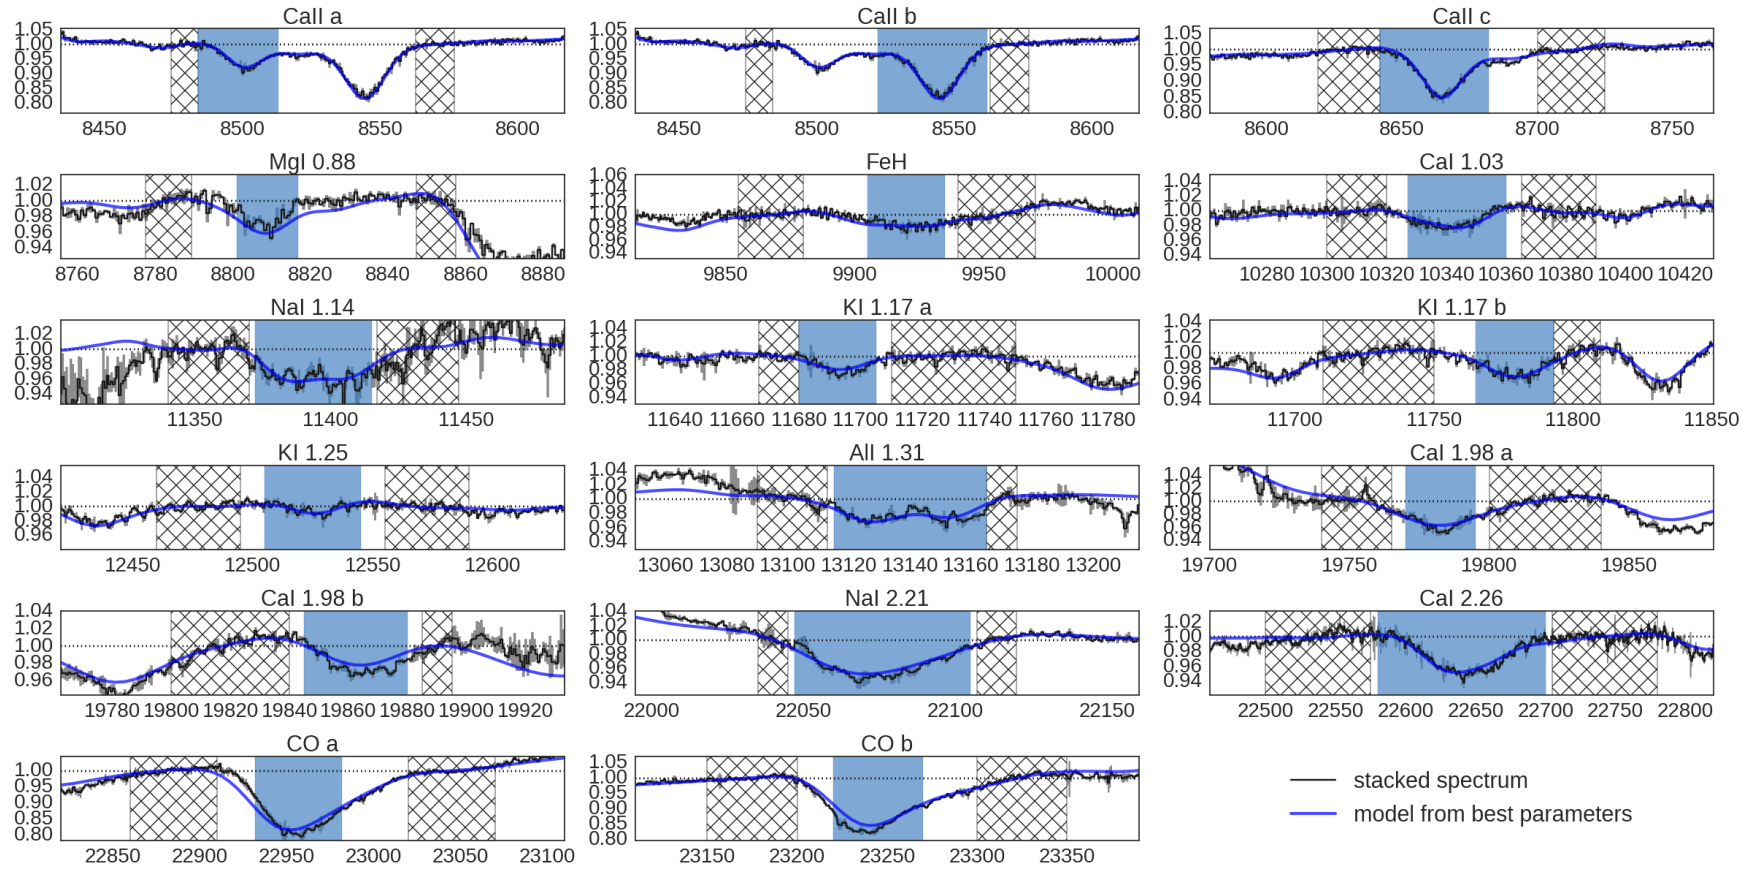 CaII a
1.05
1.00
0.95
0.90
0.85
0.80
8450 8500 8550 8600
CaII b
1.05
1.00
0.95
0.90
0.85
0.80
8450 8500 8550 8600
CaII c
1.05
1.00
0.95
0.90
0.85
0.80
8600 8650 8700 8750
MgI 0.88
1.02
1.00
0.98
0.96
0.94
8760 8780 8800 8820 8840 8860 8880
FeH
1.06
1.04
1.02
1.00
0.98
0.96
0.94
9850 9900 9950 10000
CaI 1.03
1.04
1.02
1.00
0.98
0.96
0.94
10280 10300 10320 10340 10360 10380 10400 10420
NaI 1.14
1.02
1.00
0.98
0.96
0.94
11350 11400 11450
KI 1.17 a
1.04
1.02
1.00
0.98
0.96
0.94
11640 11660 11680 11700 11720 11740 11760 11780
KI 1.17 b
1.04
1.02
1.00
0.98
0.96
0.94
11700 11750 11800 11850
KI 1.25
1.04
1.02
1.00
0.98
0.96
12450 12500 12550 12600
AlI 1.31
1.04
1.02
1.00
0.98
0.96
0.94
13060 13080 13100 13120 13140 13160 13180 13200
CaI 1.98 a
1.04
1.02
1.00
0.98
0.96
0.94
19700 19750 19800 19850
CaI 1.98 b
1.04
1.02
1.00
0.98
0.96
19780 19800 19820 19840 19860 19880 19900 19920
NaI 2.21
1.04
1.02
1.00
0.98
0.96
0.94
22000 22050 22100 22150
CaI 2.26
1.02
1.00
0.98
0.96
0.94
22500 22550 22600 22650 22700 22750 22800
CO a
1.00
0.95
0.90
0.85
0.80
22850 22900 22950 23000 23050 23100
CO b
1.05
1.00
0.95
0.90
0.85
0.80
23150 23200 23250 23300 23350
stacked spectrum
model from best parameters